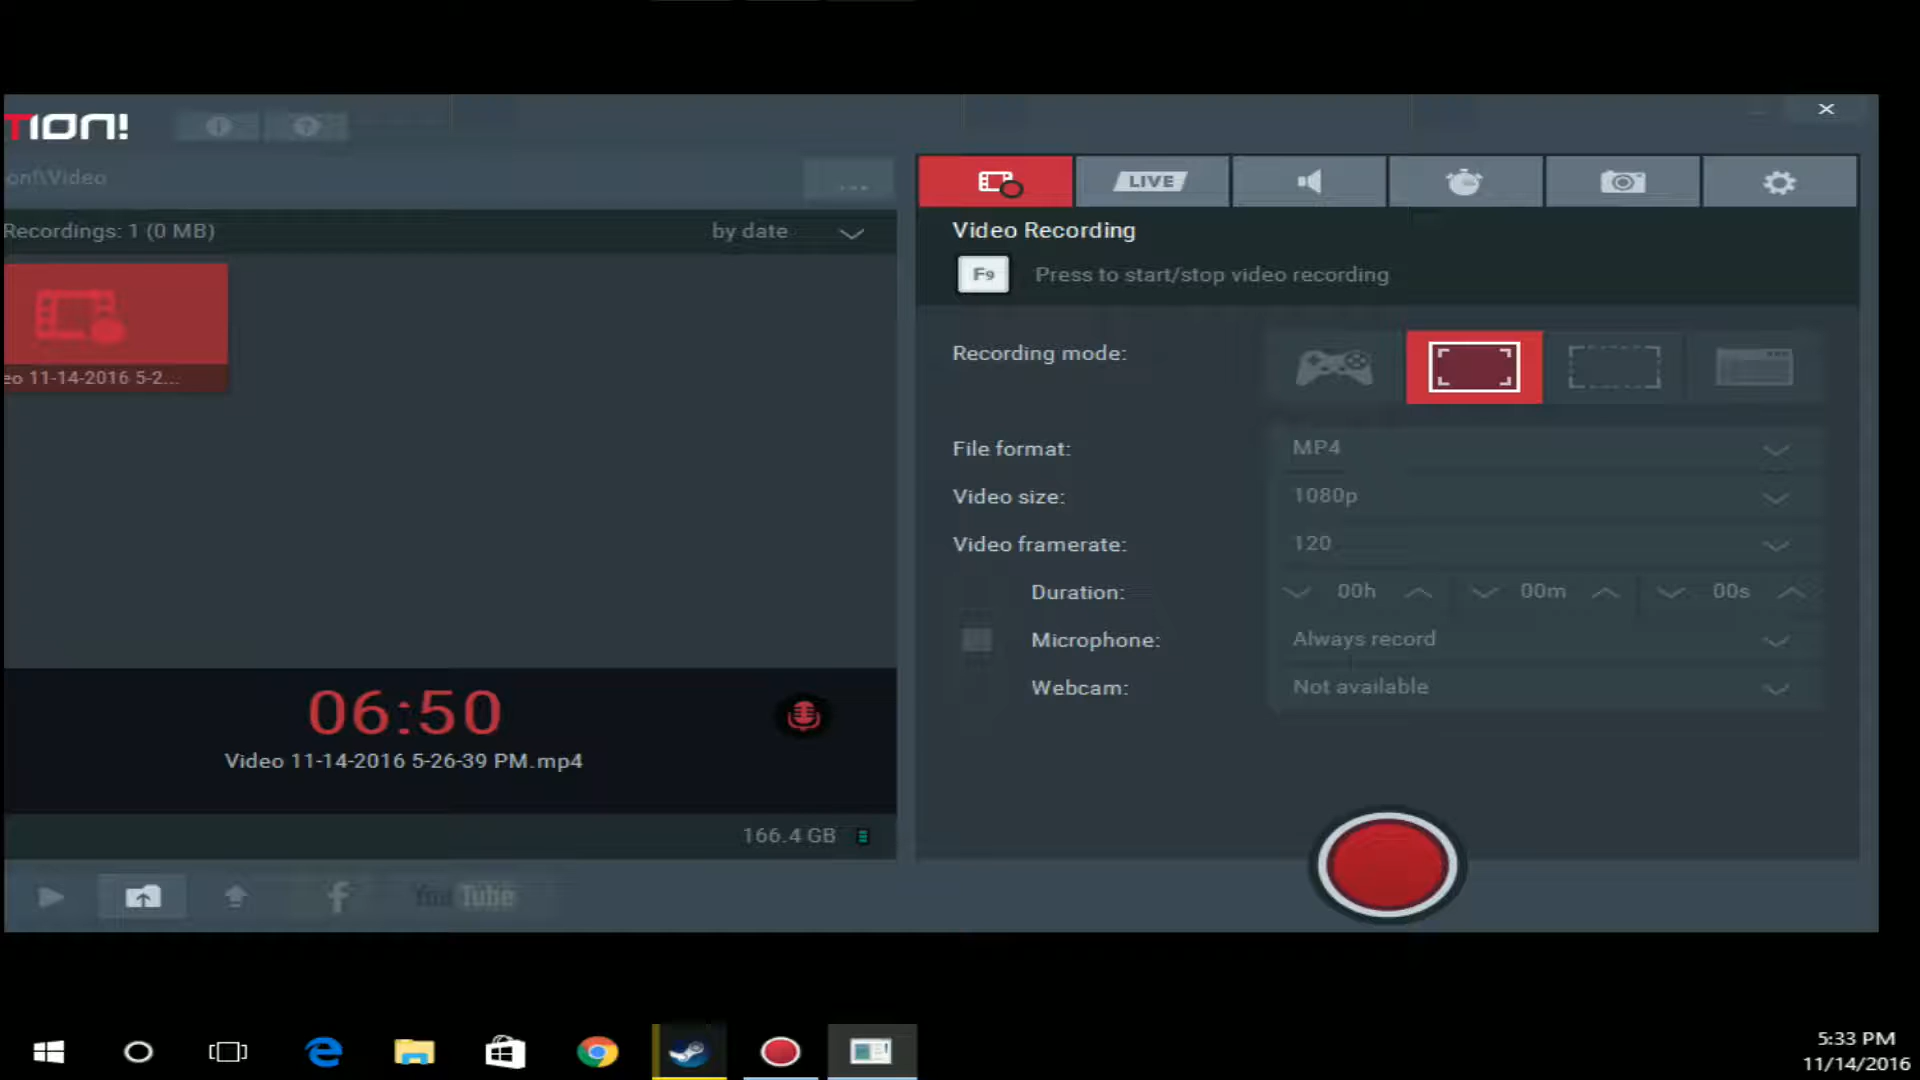 TION!
on!\Video
...
Recordings: 1 (0 MB)
by date
eo 11-14-2016 5-2...
06:50
Video 11-14-2016 5-26-39 PM.mp4
166.4 GB
f
You Tube
LIVE
Video Recording
F9
Press to start/stop video recording
Recording mode:
File format:
MP4
Video size:
1080p
Video framerate:
120
Duration:
00h
00m
00s
Microphone:
Always record
Webcam:
Not available
5:33 PM
11/14/2016